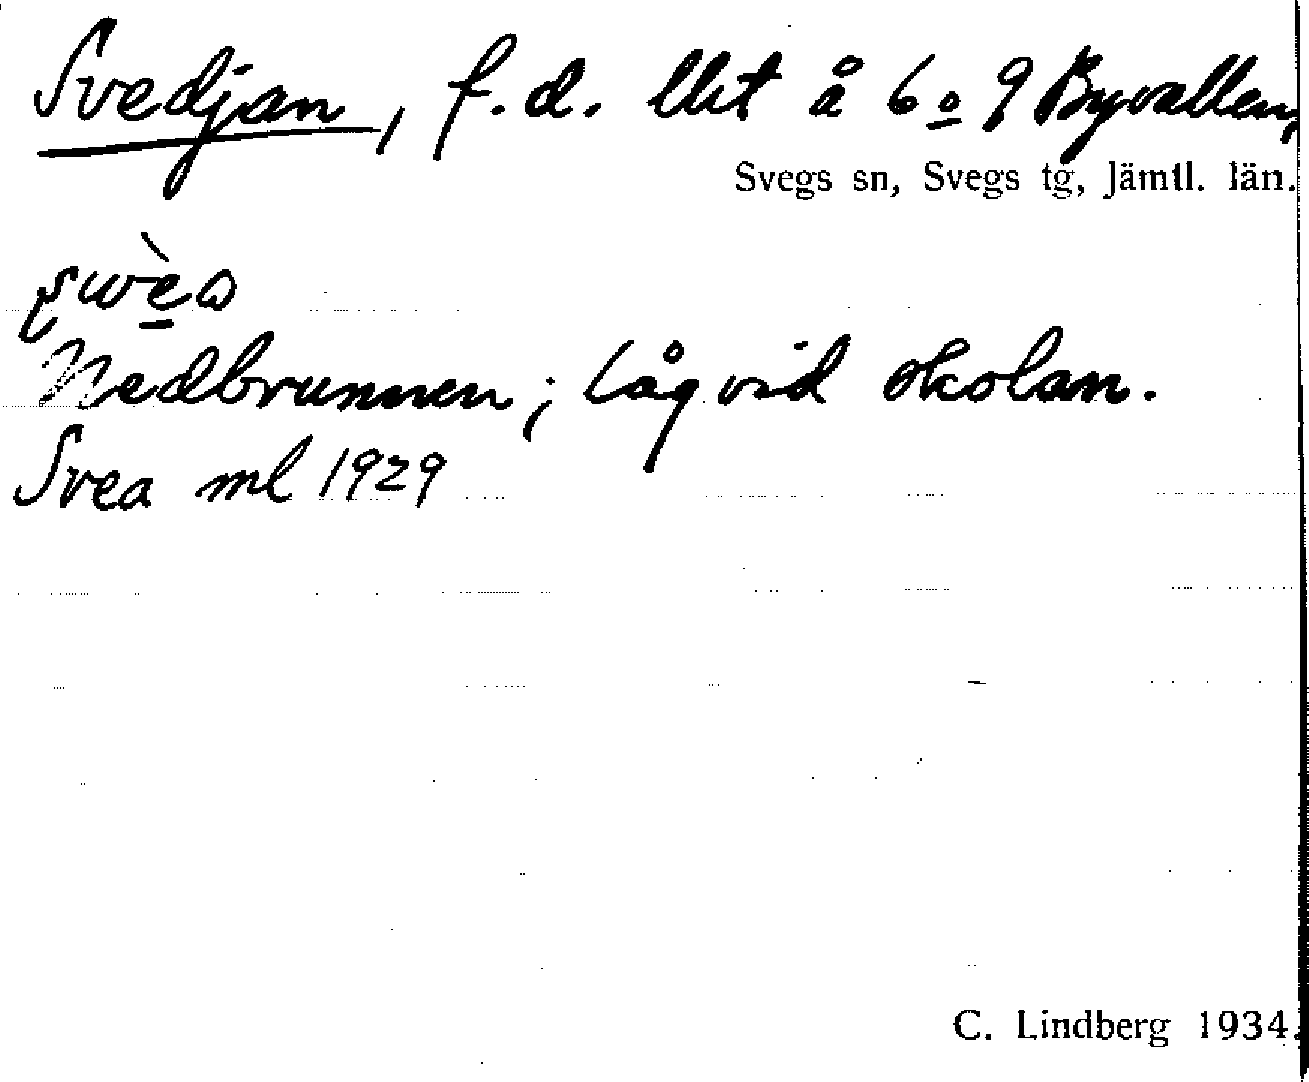 Svedjan, f.d. lht å 6 o 9 Byvallen,
Svegs sn, Svegs tg, Jämtl. län.
Nedbrunnen; låg vid skolan.
Svea ml 1929
C. Lindberg 1934.